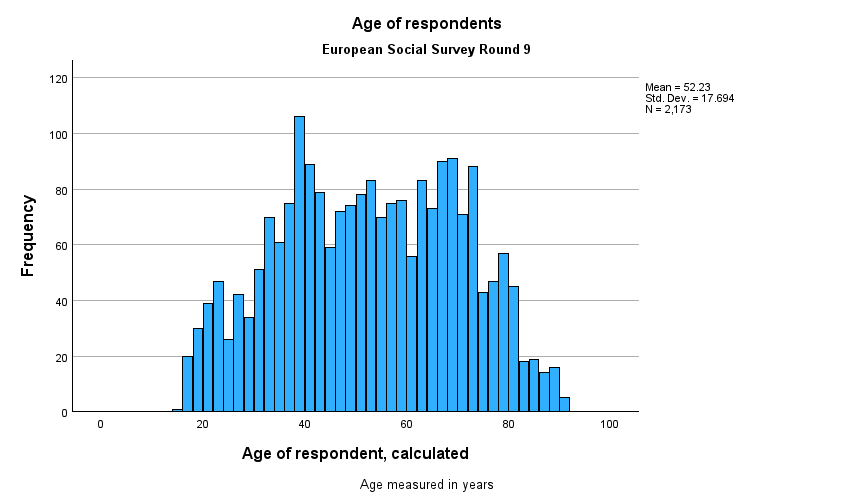 Age of respondents
European Social Survey Round 9
Mean = 52.23
Std. Dev. = 17.694
N = 2,173
120
100
80
60
40
20
0
Frequency
0 20 40 60 80 100
Age of respondent, calculated
Age measured in years